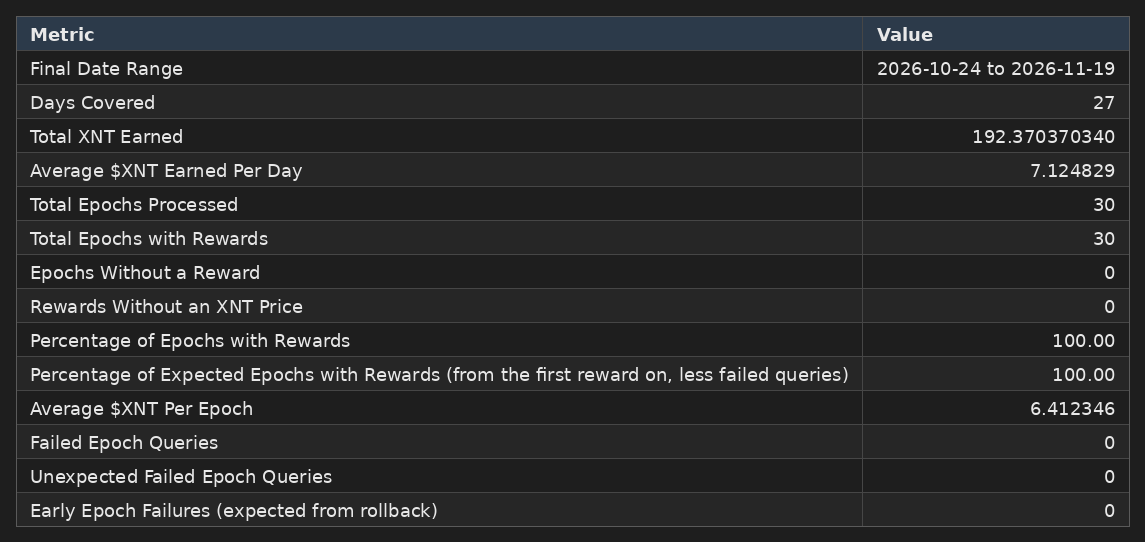 Metric Value
Final Date Range 2026-10-24 to 2026-11-19
Days Covered 27
Total XNT Earned 192.370370340
Average $XNT Earned Per Day 7.124829
Total Epochs Processed 30
Total Epochs with Rewards 30
Epochs Without a Reward 0
Rewards Without an XNT Price 0
Percentage of Epochs with Rewards 100.00
Percentage of Expected Epochs with Rewards (from the first reward on, less failed queries) 100.00
Average $XNT Per Epoch 6.412346
Failed Epoch Queries 0
Unexpected Failed Epoch Queries 0
Early Epoch Failures (expected from rollback) 0